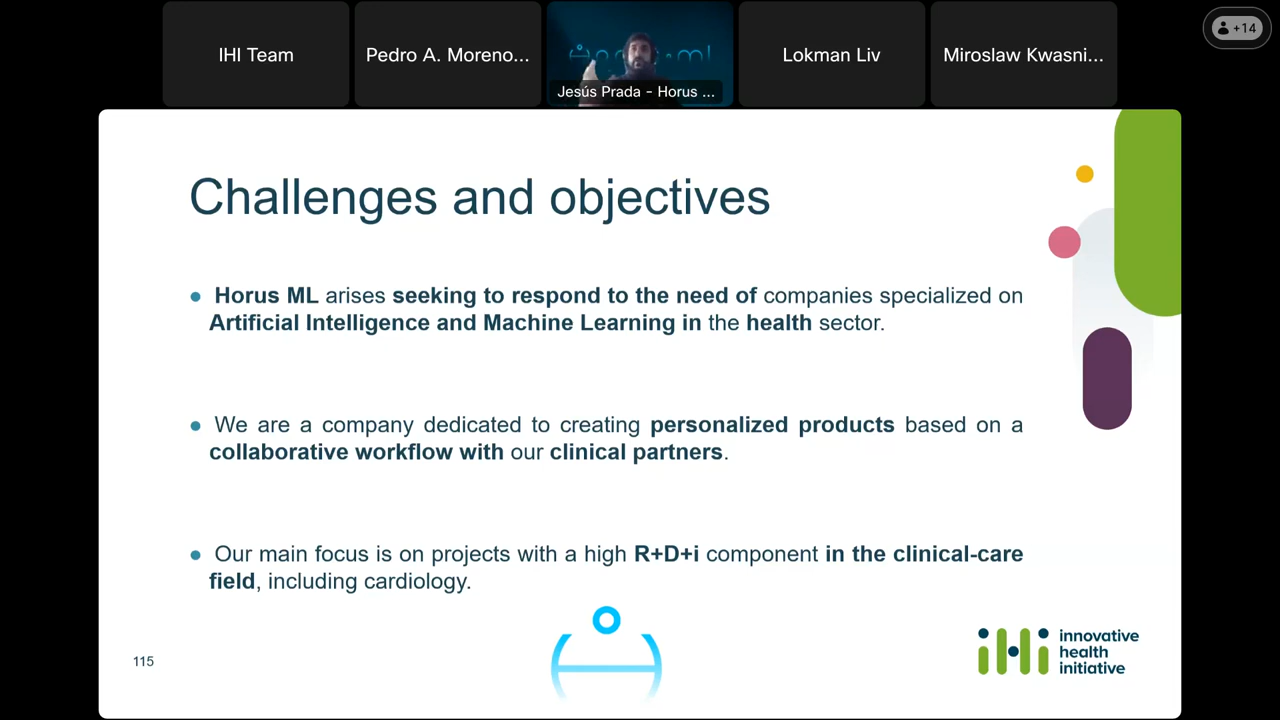 IHI Team
Pedro A. Moreno...
Jesús Prada - Horus ...
Lokman Liv
Miroslaw Kwasni...
+14
Challenges and objectives
● Horus ML arises seeking to respond to the need of companies specialized on
Artificial Intelligence and Machine Learning in the health sector.
● We are a company dedicated to creating personalized products based on a
collaborative workflow with our clinical partners.
● Our main focus is on projects with a high R+D+i component in the clinical-care
field, including cardiology.
115
iHi
innovative
health
initiative